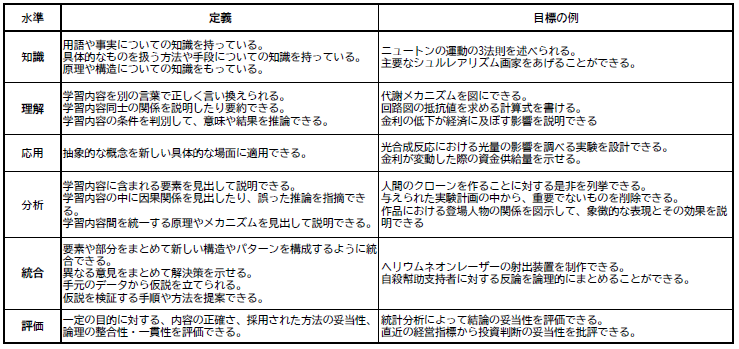 水準 定義 目標の例
知識
用語や事実についての知識を持っている。
具体的なものを扱う方法や手段についての知識を持っている。
原理や構造についての知識をもっている。
ニュートンの運動の3法則を述べられる。
主要なシュルレアリズム画家をあげることができる。
理解
学習内容を別の言葉で正しく言い換えられる。
学習内容同士の関係を説明したり要約できる。
学習内容の条件を判別して、意味や結果を推論できる。
代謝メカニズムを図にできる。
回路図の抵抗値を求める計算式を書ける。
金利の低下が経済に及ぼす影響を説明できる
応用
抽象的な概念を新しい具体的な場面に適用できる。
光合成反応における光量の影響を調べる実験を設計できる。
金利が変動した際の資金供給量を示せる。
分析
学習内容に含まれる要素を見出して説明できる。
学習内容の中に因果関係を見出したり、誤った推論を指摘でき
る。
学習内容間を統一する原理やメカニズムを見出して説明できる。
人間のクローンを作ることに対する是非を列挙できる。
与えられた実験計画の中から、重要でないものを削除できる。
作品における登場人物の関係を図示して、象徴的な表現とその効果を説
明できる
統合
要素や部分をまとめて新しい構造やパターンを構成するように統
合できる。
異なる意見をまとめて解決策を示せる。
手元のデータから仮説を立てられる。
仮説を検証する手順や方法を提案できる。
ヘリウムネオンレーザーの射出装置を制作できる。
自殺幇助支持者に対する反論を論理的にまとめることができる。
評価
一定の目的に対する、内容の正確さ、採用された方法の妥当性、
論理の整合性・一貫性を評価できる。
統計分析によって結論の妥当性を評価できる。
直近の経営指標から投資判断の妥当性を批評できる。